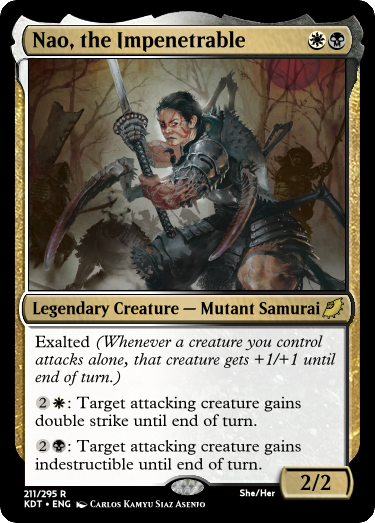 Nao, the Impenetrable
Legendary Creature — Mutant Samurai
Exalted (Whenever a creature you control
attacks alone, that creature gets +1/+1 until
end of turn.)
2: Target attacking creature gains
double strike until end of turn.
2: Target attacking creature gains
indestructible until end of turn.
2/2
211/295 R
She/Her
KDT • ENG Carlos Kamyu Siaz Asenjo